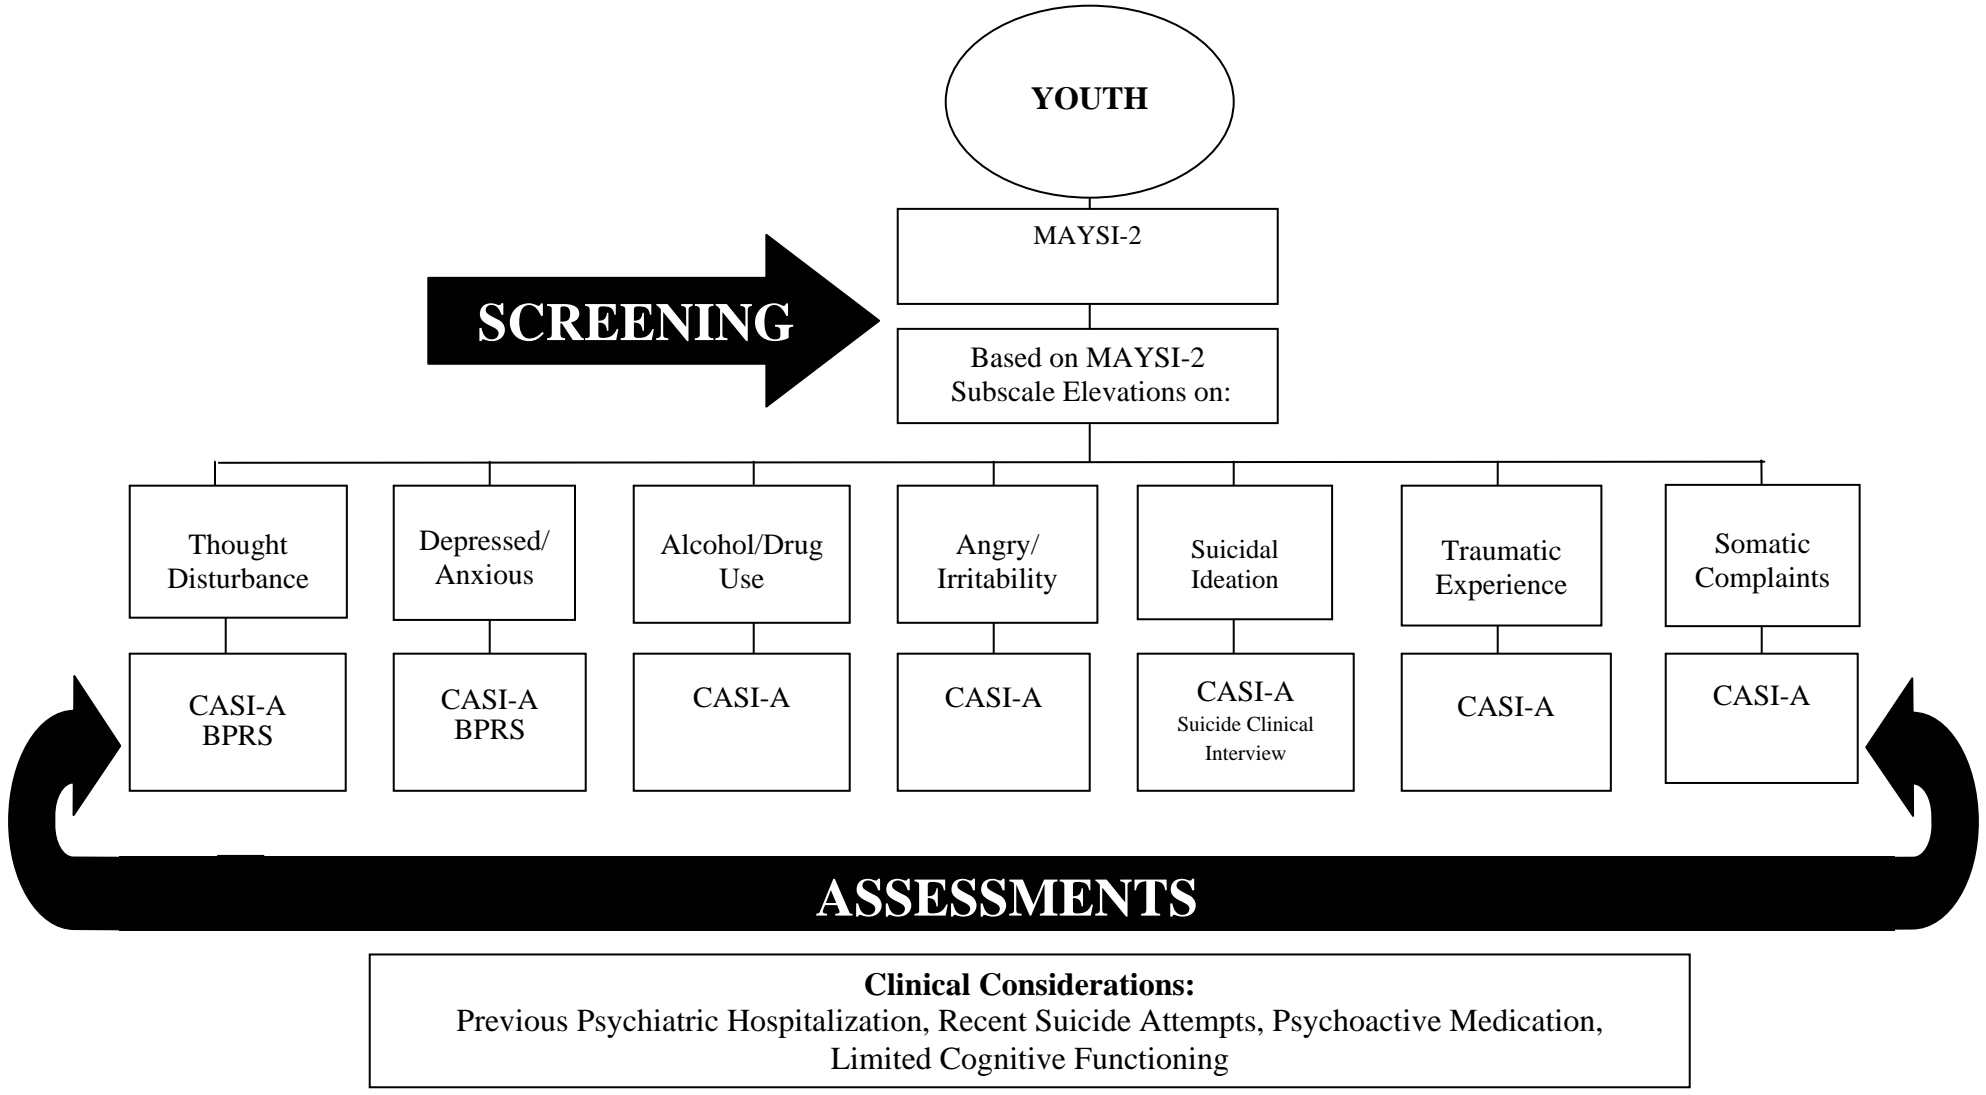 YOUTH
MAYSI-2
SCREENING
Based on MAYSI-2
Subscale Elevations on:
Thought
Disturbance
Depressed/
Anxious
Alcohol/Drug
Use
Angry/
Irritability
Suicidal
Ideation
Traumatic
Experience
Somatic
Complaints
CASI-A
BPRS
CASI-A
BPRS
CASI-A
CASI-A
CASI-A
Suicide Clinical
Interview
CASI-A
CASI-A
ASSESSMENTS
Clinical Considerations:
Previous Psychiatric Hospitalization, Recent Suicide Attempts, Psychoactive Medication,
Limited Cognitive Functioning